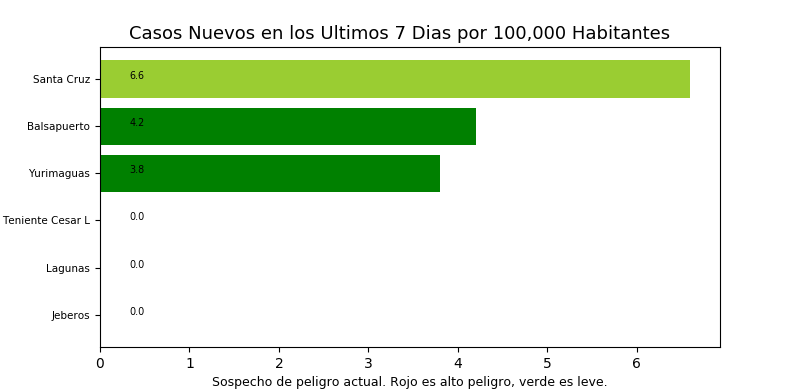 Casos Nuevos en los Ultimos 7 Dias por 100,000 Habitantes
Santa Cruz 6.6
Balsapuerto 4.2
Yurimaguas 3.8
Teniente Cesar L 0.0
Lagunas 0.0
Jeberos 0.0
0 1 2 3 4 5 6
Sospecho de peligro actual. Rojo es alto peligro, verde es leve.